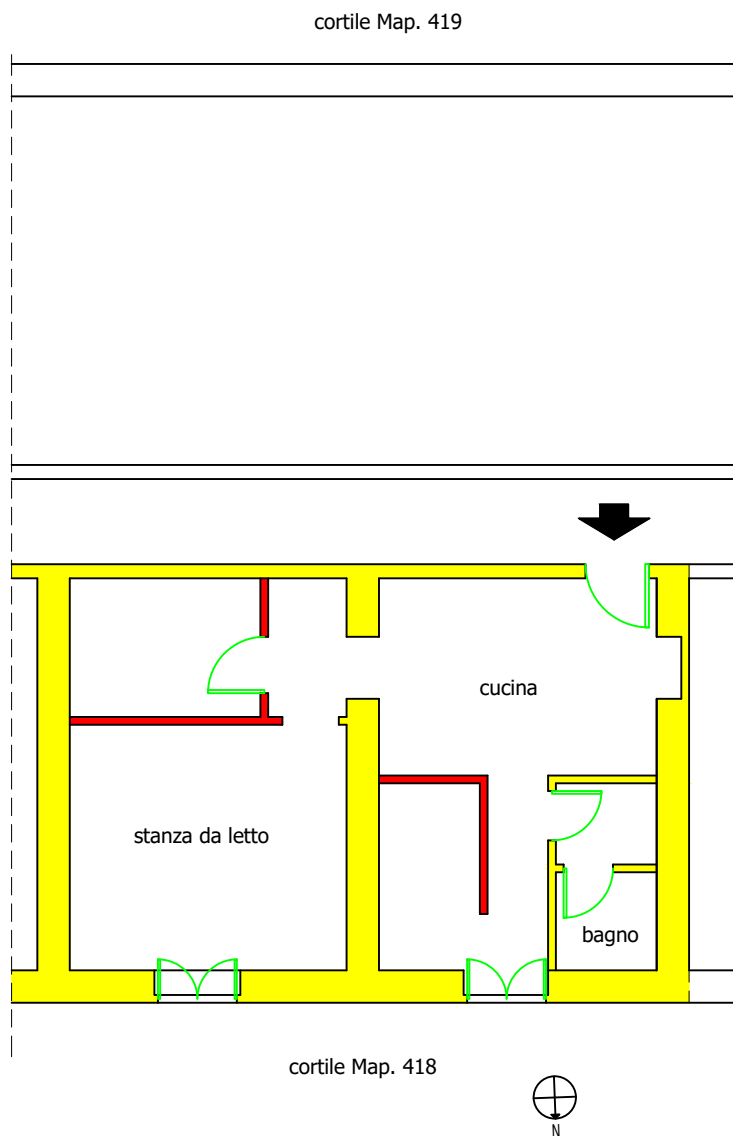 cortile Map. 419
cucina
stanza da letto
bagno
cortile Map. 418
N